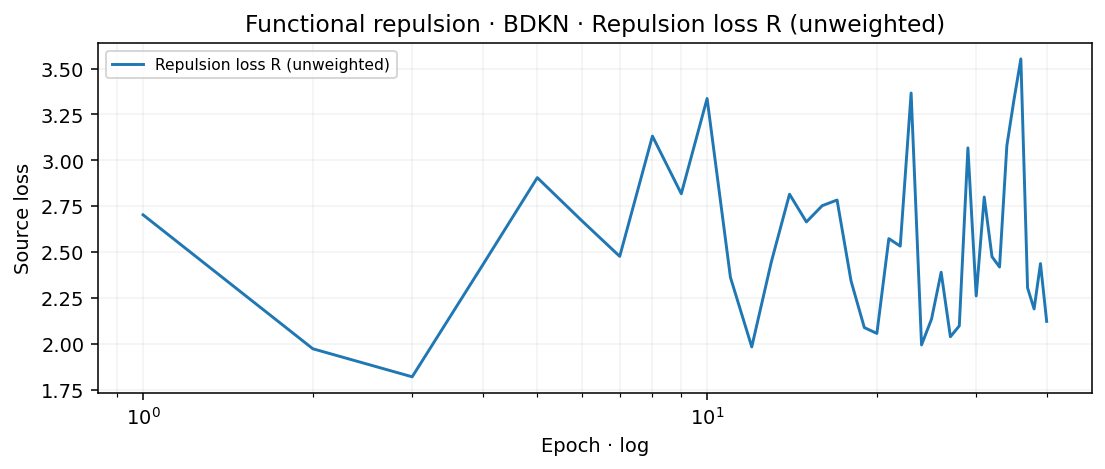 Functional repulsion · BDKN · Repulsion loss R (unweighted)
Repulsion loss R (unweighted)
Source loss
3.50
3.25
3.00
2.75
2.50
2.25
2.00
1.75
10⁰
10¹
Epoch · log